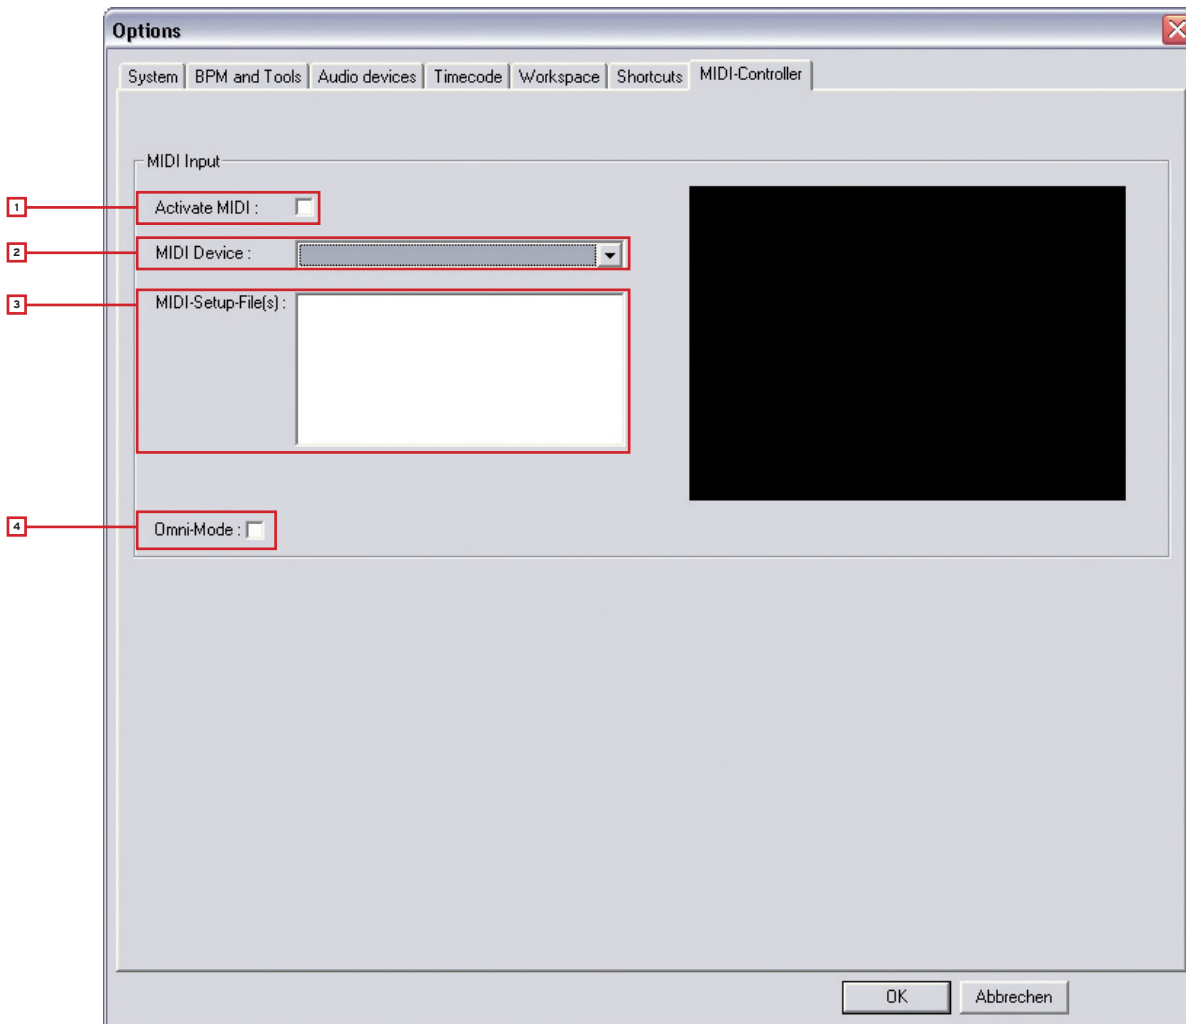 Options
System BPM and Tools Audio devices Timecode Workspace Shortcuts MIDI-Controller
MIDI Input
1 Activate MIDI :
2 MIDI Device :
3 MIDI-Setup-File(s) :
4 Omni-Mode :
OK Abbrechen